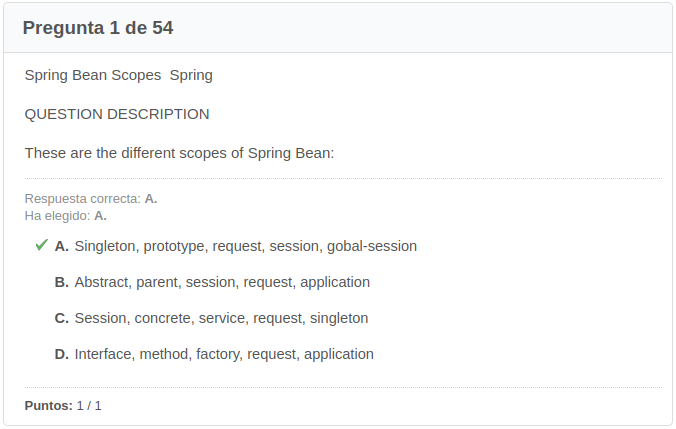 Pregunta 1 de 54
Spring Bean Scopes  Spring
QUESTION DESCRIPTION
These are the different scopes of Spring Bean:
Respuesta correcta: A.
Ha elegido: A.
A. Singleton, prototype, request, session, gobal-session
B. Abstract, parent, session, request, application
C. Session, concrete, service, request, singleton
D. Interface, method, factory, request, application
Puntos: 1 / 1